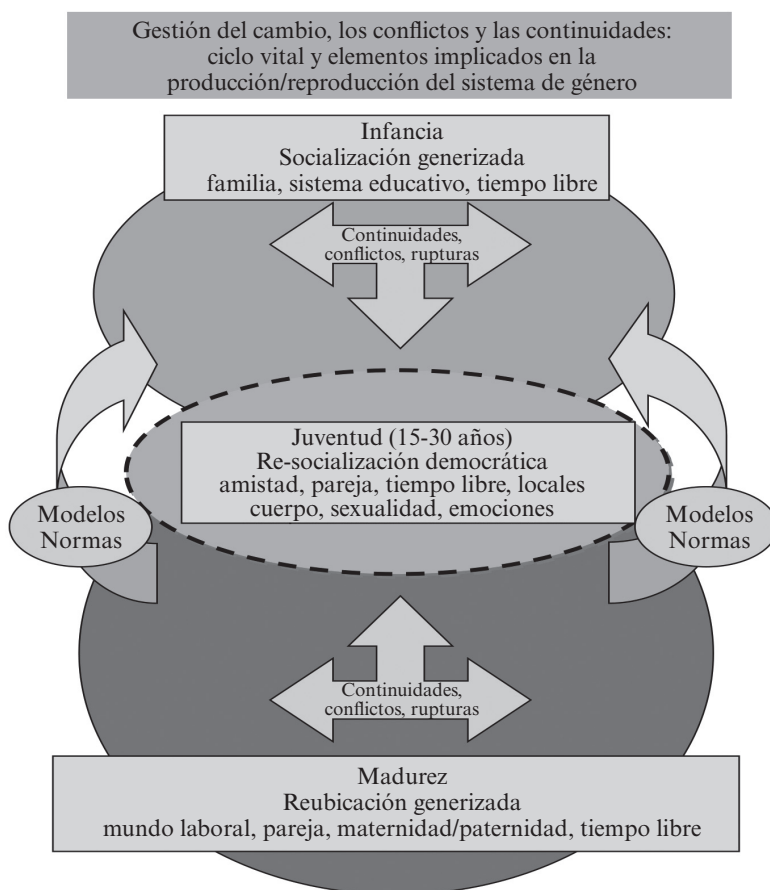 Gestión del cambio, los conflictos y las continuidades:
ciclo vital y elementos implicados en la
producción/reproducción del sistema de género
Infancia
Socialización generizada
familia, sistema educativo, tiempo libre
Continuidades,
conflictos, rupturas
Juventud (15-30 años)
Re-socialización democrática
amistad, pareja, tiempo libre, locales
cuerpo, sexualidad, emociones
Modelos
Normas
Modelos
Normas
Continuidades,
conflictos, rupturas
Madurez
Reubicación generizada
mundo laboral, pareja, maternidad/paternidad, tiempo libre